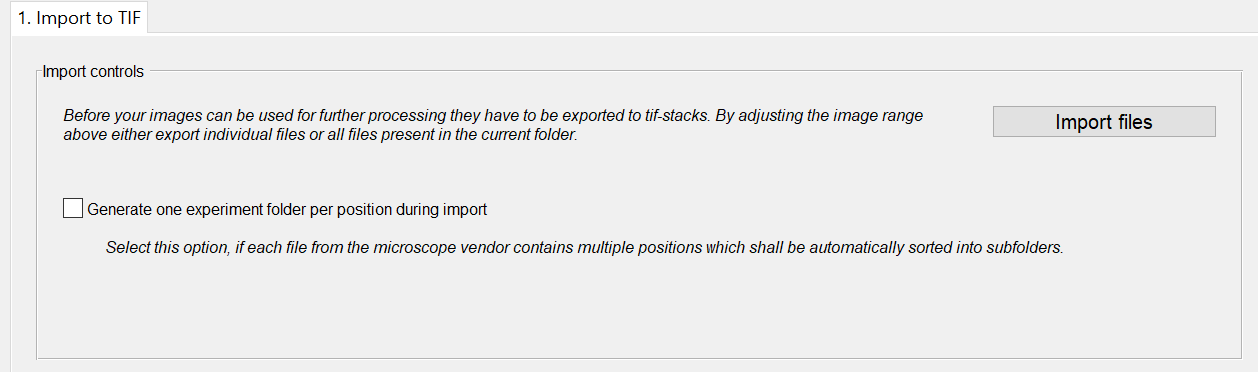 1. Import to TIF
Import controls
Before your images can be used for further processing they have to be exported to tif-stacks. By adjusting the image range
above either export individual files or all files present in the current folder.
Import files
Generate one experiment folder per position during import
Select this option, if each file from the microscope vendor contains multiple positions which shall be automatically sorted into subfolders.